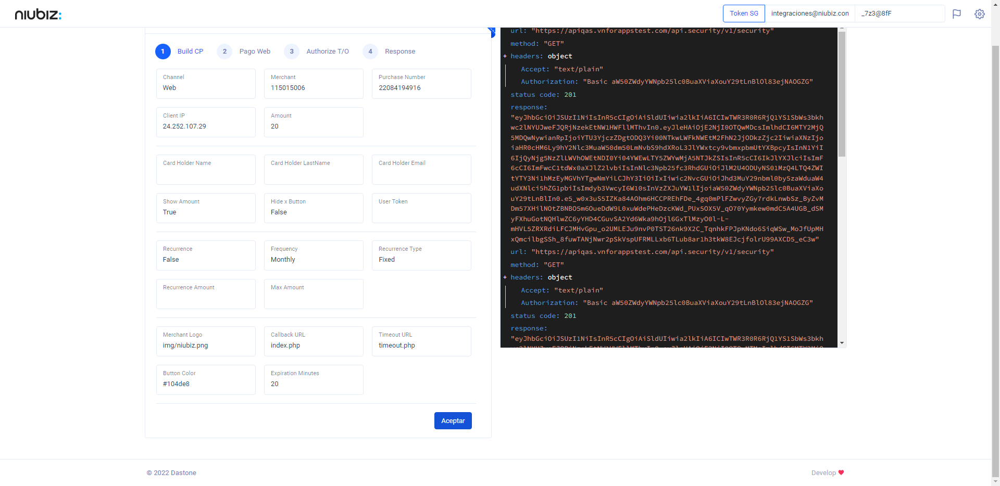 niubiz:
Token SG
integraciones@niubiz.con
_7z3@8fF
1 Build CP
2 Pago Web
3 Authorize T/O
4 Response
Channel
Web
Merchant
115015006
Purchase Number
22084194916
Client IP
24.252.107.29
Amount
20
Card Holder Name
Card Holder LastName
Card Holder Email
Show Amount
True
Hide x Button
False
User Token
Recurrence
False
Frequency
Monthly
Recurrence Type
Fixed
Recurrence Amount
Max Amount
Merchant Logo
img/niubiz.png
Callback URL
index.php
Timeout URL
timeout.php
Button Color
#104de8
Expiration Minutes
20
Aceptar
url: "https://apiqas.vnforappstest.com/api.security/v1/security"
method: "GET"
+ headers: object
Accept: "text/plain"
Authorization: "Basic aW50ZWdyYWNpb25lc0BuaXViaXouY29tLnBlOl83ejNAOGZG"
status code: 201
response:
"eyJhbGciOiJSUzI1NiIsInR5cCIgOiAiSldUIiwia2lkIiA6ICIwTWR3R0R6RjQ1YS1SbWs3bkh
wc2lNYUJweFJQRjNzekEtNW1HWFllMThvIn0.eyJleHAiOjE2NjI0OTQwMDcsImlhdCI6MTY2MjQ
5MDQwNywianRpIjoiYTU3YjczZDgtODQ3Yi00NTkwLWFkNWEtM2FhN2JjODkzZjc2IiwiaXNzIjo
iaHR0cHM6Ly9hY2Nlc3MuaW50dm50LmNvbS9hdXRoL3JlYWxtcy9vbmxpbmUtYXBpcyIsInN1YiI
6IjQyNjg5NzZlLWVhOWEtNDI0Yi04YWEwLTY5ZWYwMjA5NTJkZSIsInR5cCI6IkJlYXJlciIsImF
6cCI6ImFwcC1tdWx0aXJlZ2lvbiIsInNlc3Npb25fc3RhdGUiOiJlM2U4ODUyNS01MzQ4LTQ4ZWI
tYTY3Ni1hMzEyMGVhYTgwNmYiLCJhY3IiOiIxIiwic2NvcGUiOiJhd3MuY29nbml0by5zaWduaW4
udXNlci5hZG1pbiIsImdyb3VwcyI6W10sInVzZXJuYW1lIjoiaW50ZWdyYWNpb25lc0BuaXViaXo
uY29tLnBlIn0.e5_w0x3uS5IZKa84AOhm6HCCPREhFDe_4gq0mPlFZwvyZGy7rdkLnwbSz_ByZvM
Dm57XHilNOtZBNBO5m6OueDdW9L0xuWdePHeDzcKWd_PUx5OX5V_qO70Yymkew0mdC5A4UGB_dSM
yFXhuGotNQHlwZC6yYHD4CGuvSA2Yd6Wka9hOjl6GxTlMzyO0l-L-
mHVL5ZRXRdiLFCJMHvGpu_o2UMLEJu9nvP0TST26nk9X2C_TqnhkFPJpKNdo6SiqWSw_MoJfUpMH
xQmcilbgSSh_8fuwTANjNwr2pSkVspUFRMLLxb6TLub8ar1h3tkW8EJcjfolrU99AXCD5_eC3w"
url: "https://apiqas.vnforappstest.com/api.security/v1/security"
method: "GET"
+ headers: object
Accept: "text/plain"
Authorization: "Basic aW50ZWdyYWNpb25lc0BuaXViaXouY29tLnBlOl83ejNAOGZG"
status code: 201
response:
"eyJhbGciOiJSUzI1NiIsInR5cCIgOiAiSldUIiwia2lkIiA6ICIwTWR3R0R6RjQ1YS1SbWs3bkh
© 2022 Dastone
Develop